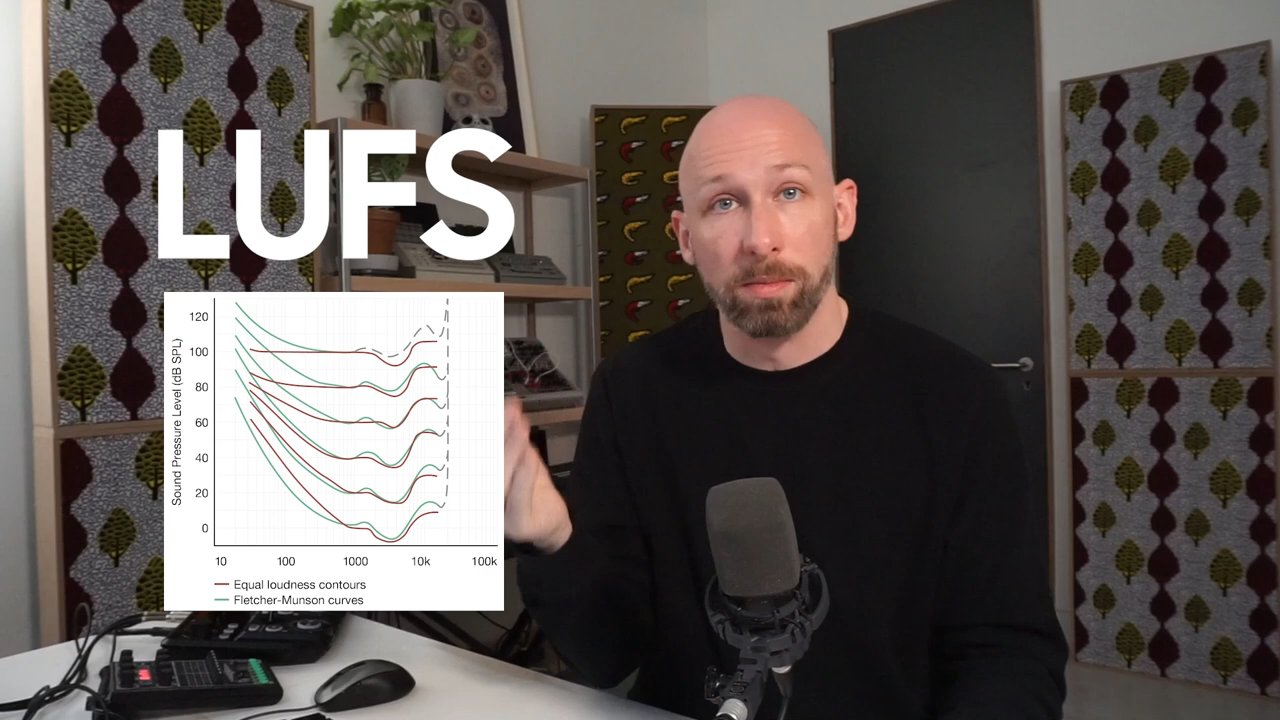 LUFS
Sound Pressure Level (dB SPL)
120
100
80
60
40
20
0
10 100 1000 10k 100k
Equal loudness contours
Fletcher-Munson curves